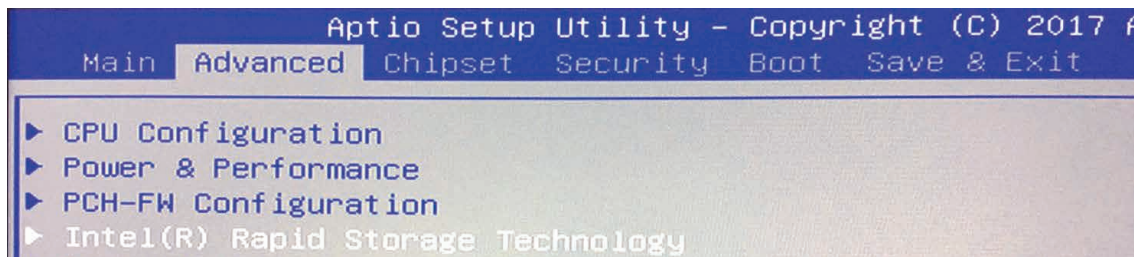 Aptio Setup Utility – Copyright (C) 2017
Main Advanced Chipset Security Boot Save & Exit
▶ CPU Configuration
▶ Power & Performance
▶ PCH-FW Configuration
▶ Intel(R) Rapid Storage Technology